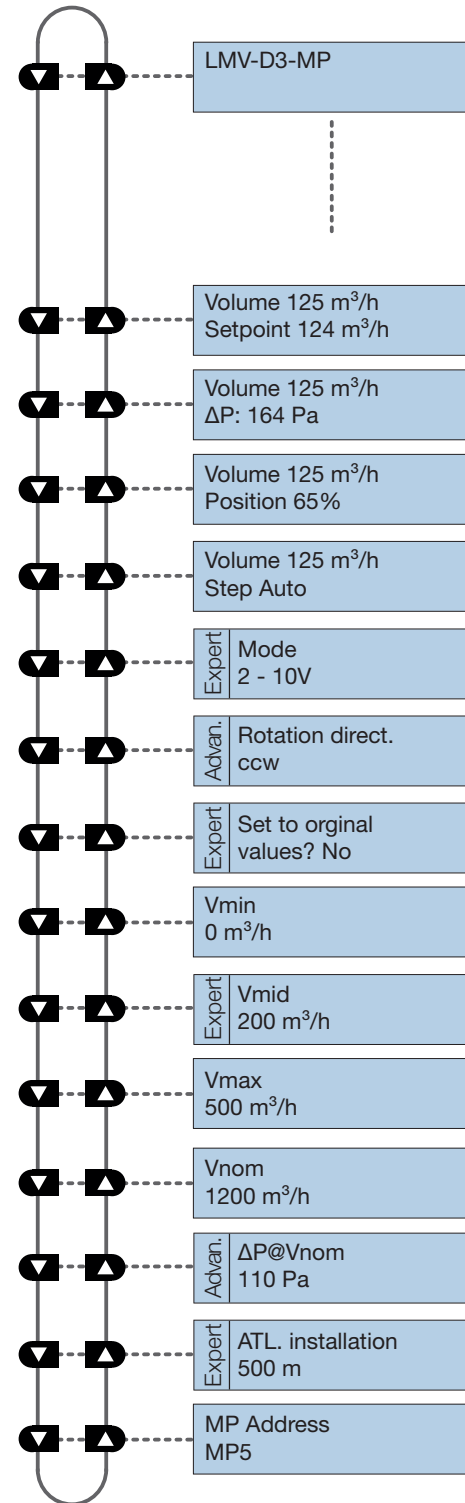 LMV-D3-MP
Volume 125 m³/h
Setpoint 124 m³/h
Volume 125 m³/h
ΔP: 164 Pa
Volume 125 m³/h
Position 65%
Volume 125 m³/h
Step Auto
Expert
Mode
2 - 10V
Advan.
Rotation direct.
ccw
Expert
Set to orginal
values? No
Vmin
0 m³/h
Expert
Vmid
200 m³/h
Vmax
500 m³/h
Vnom
1200 m³/h
Advan.
ΔP@Vnom
110 Pa
Expert
ATL. installation
500 m
MP Address
MP5